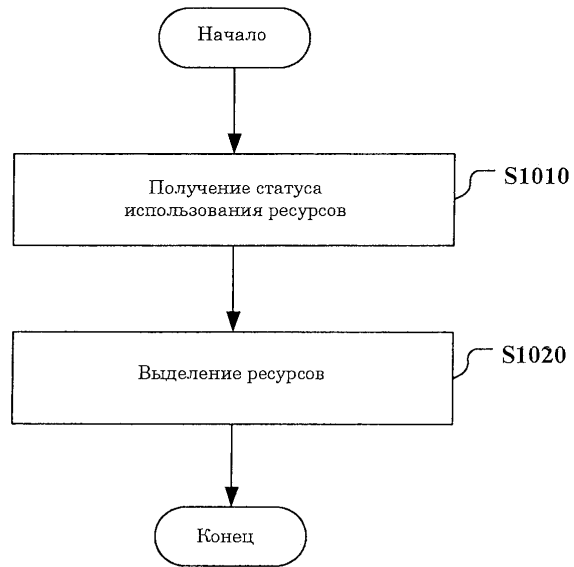 Начало
Получение статуса
использования ресурсов
S1010
Выделение ресурсов
S1020
Конец